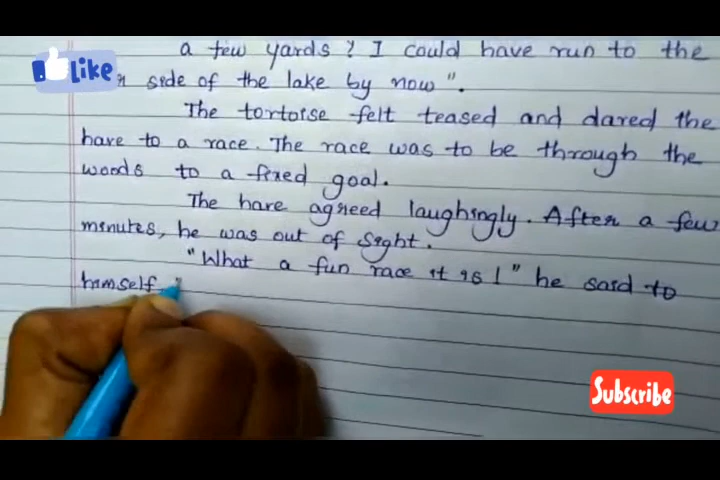 a few yards? I could have run to the
side of the lake by now".
The tortoise felt teased and dared the
hare to a race. The race was to be through the
woods to a fixed goal.
The hare agreed laughingly. After a few
minutes, he was out of sight.
"What a fun race it is!" he said to
himself. "
Like
Subscribe